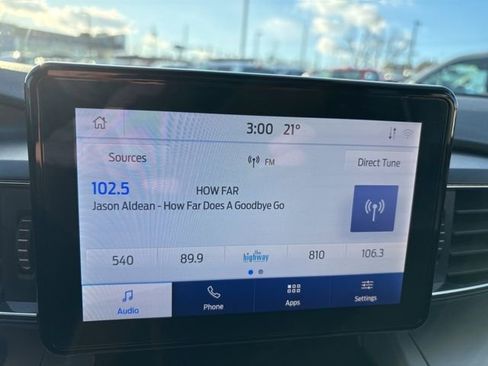 3:00 21°
Sources
FM
Direct Tune
102.5 HOW FAR
Jason Aldean - How Far Does A Goodbye Go
540 89.9 the highway 810 106.3
Audio Phone Apps Settings